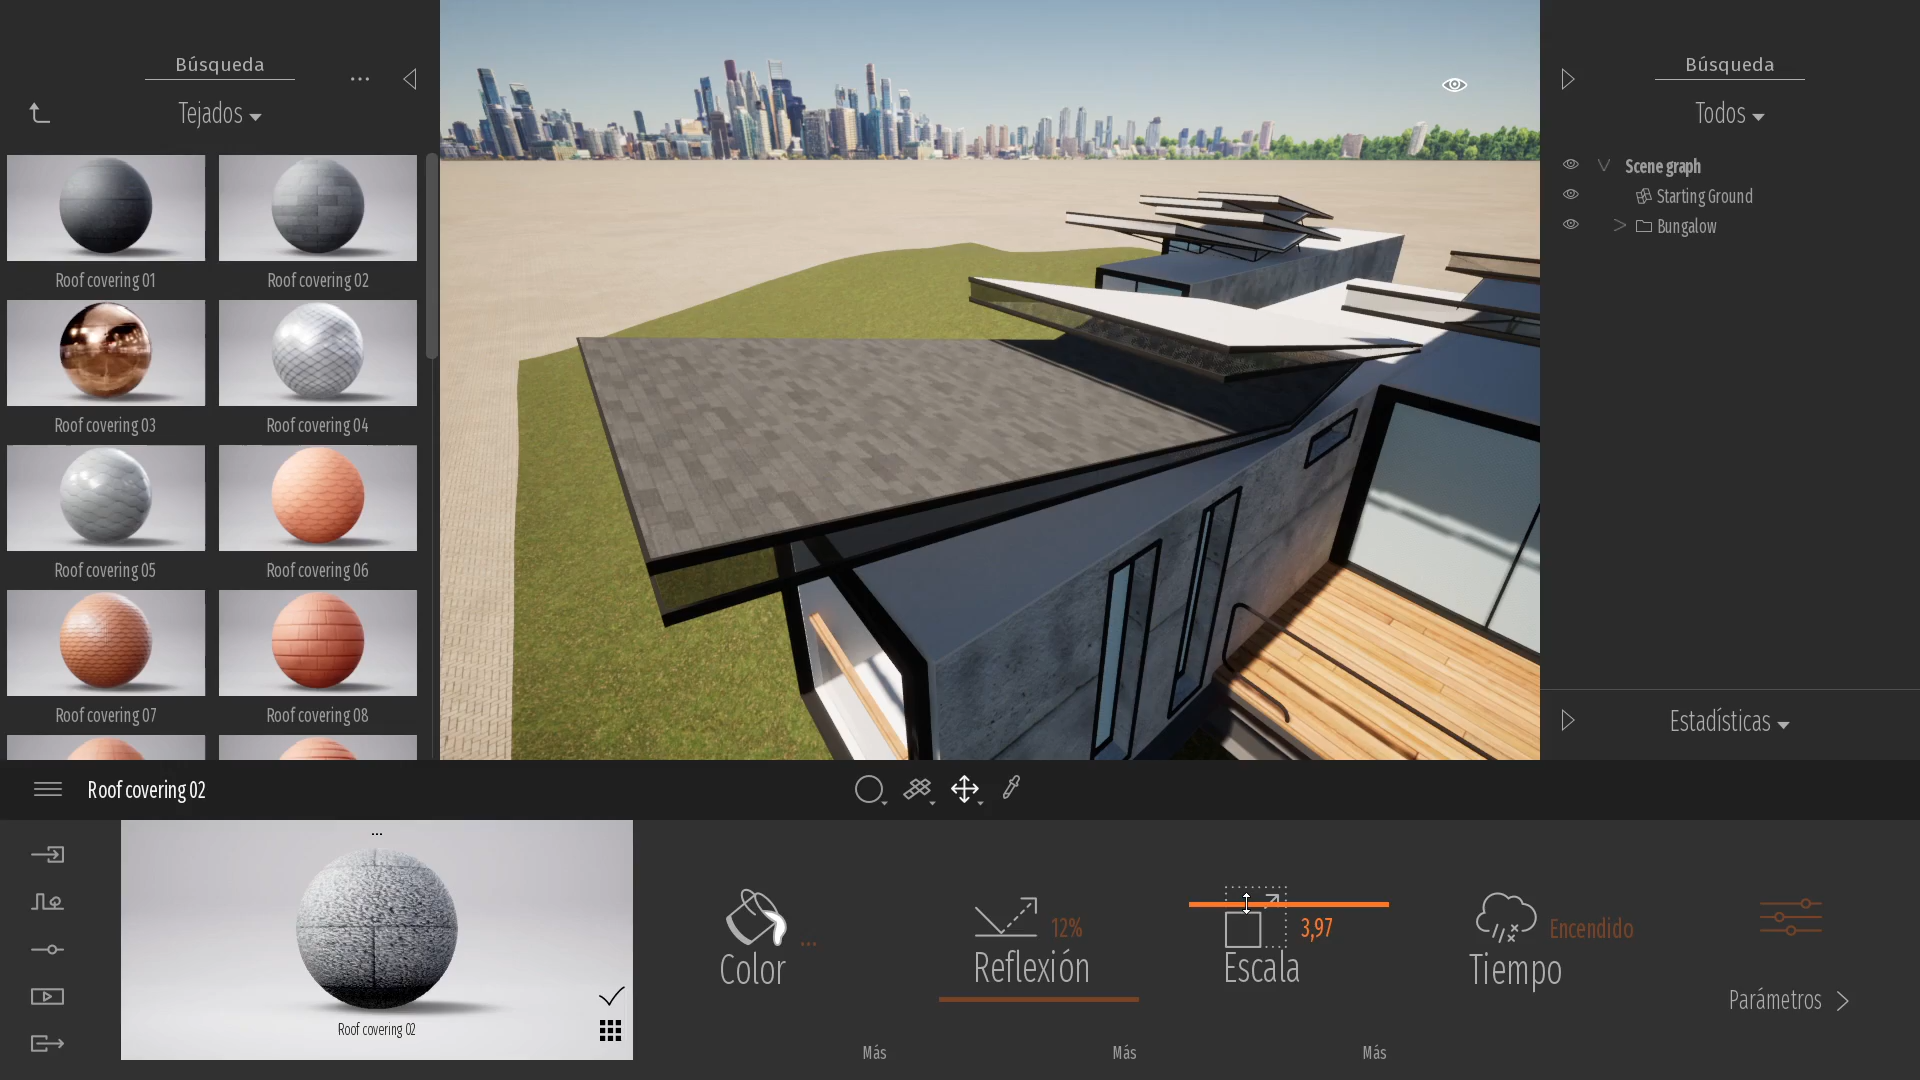 Búsqueda
...
Tejados
Roof covering 01
Roof covering 02
Roof covering 03
Roof covering 04
Roof covering 05
Roof covering 06
Roof covering 07
Roof covering 08
Búsqueda
Todos
Scene graph
Starting Ground
Bungalow
Estadísticas
Roof covering 02
...
Roof covering 02
Color
...
Más
Reflexión
12%
Más
Escala
3,97
Más
Tiempo
Encendido
Parámetros